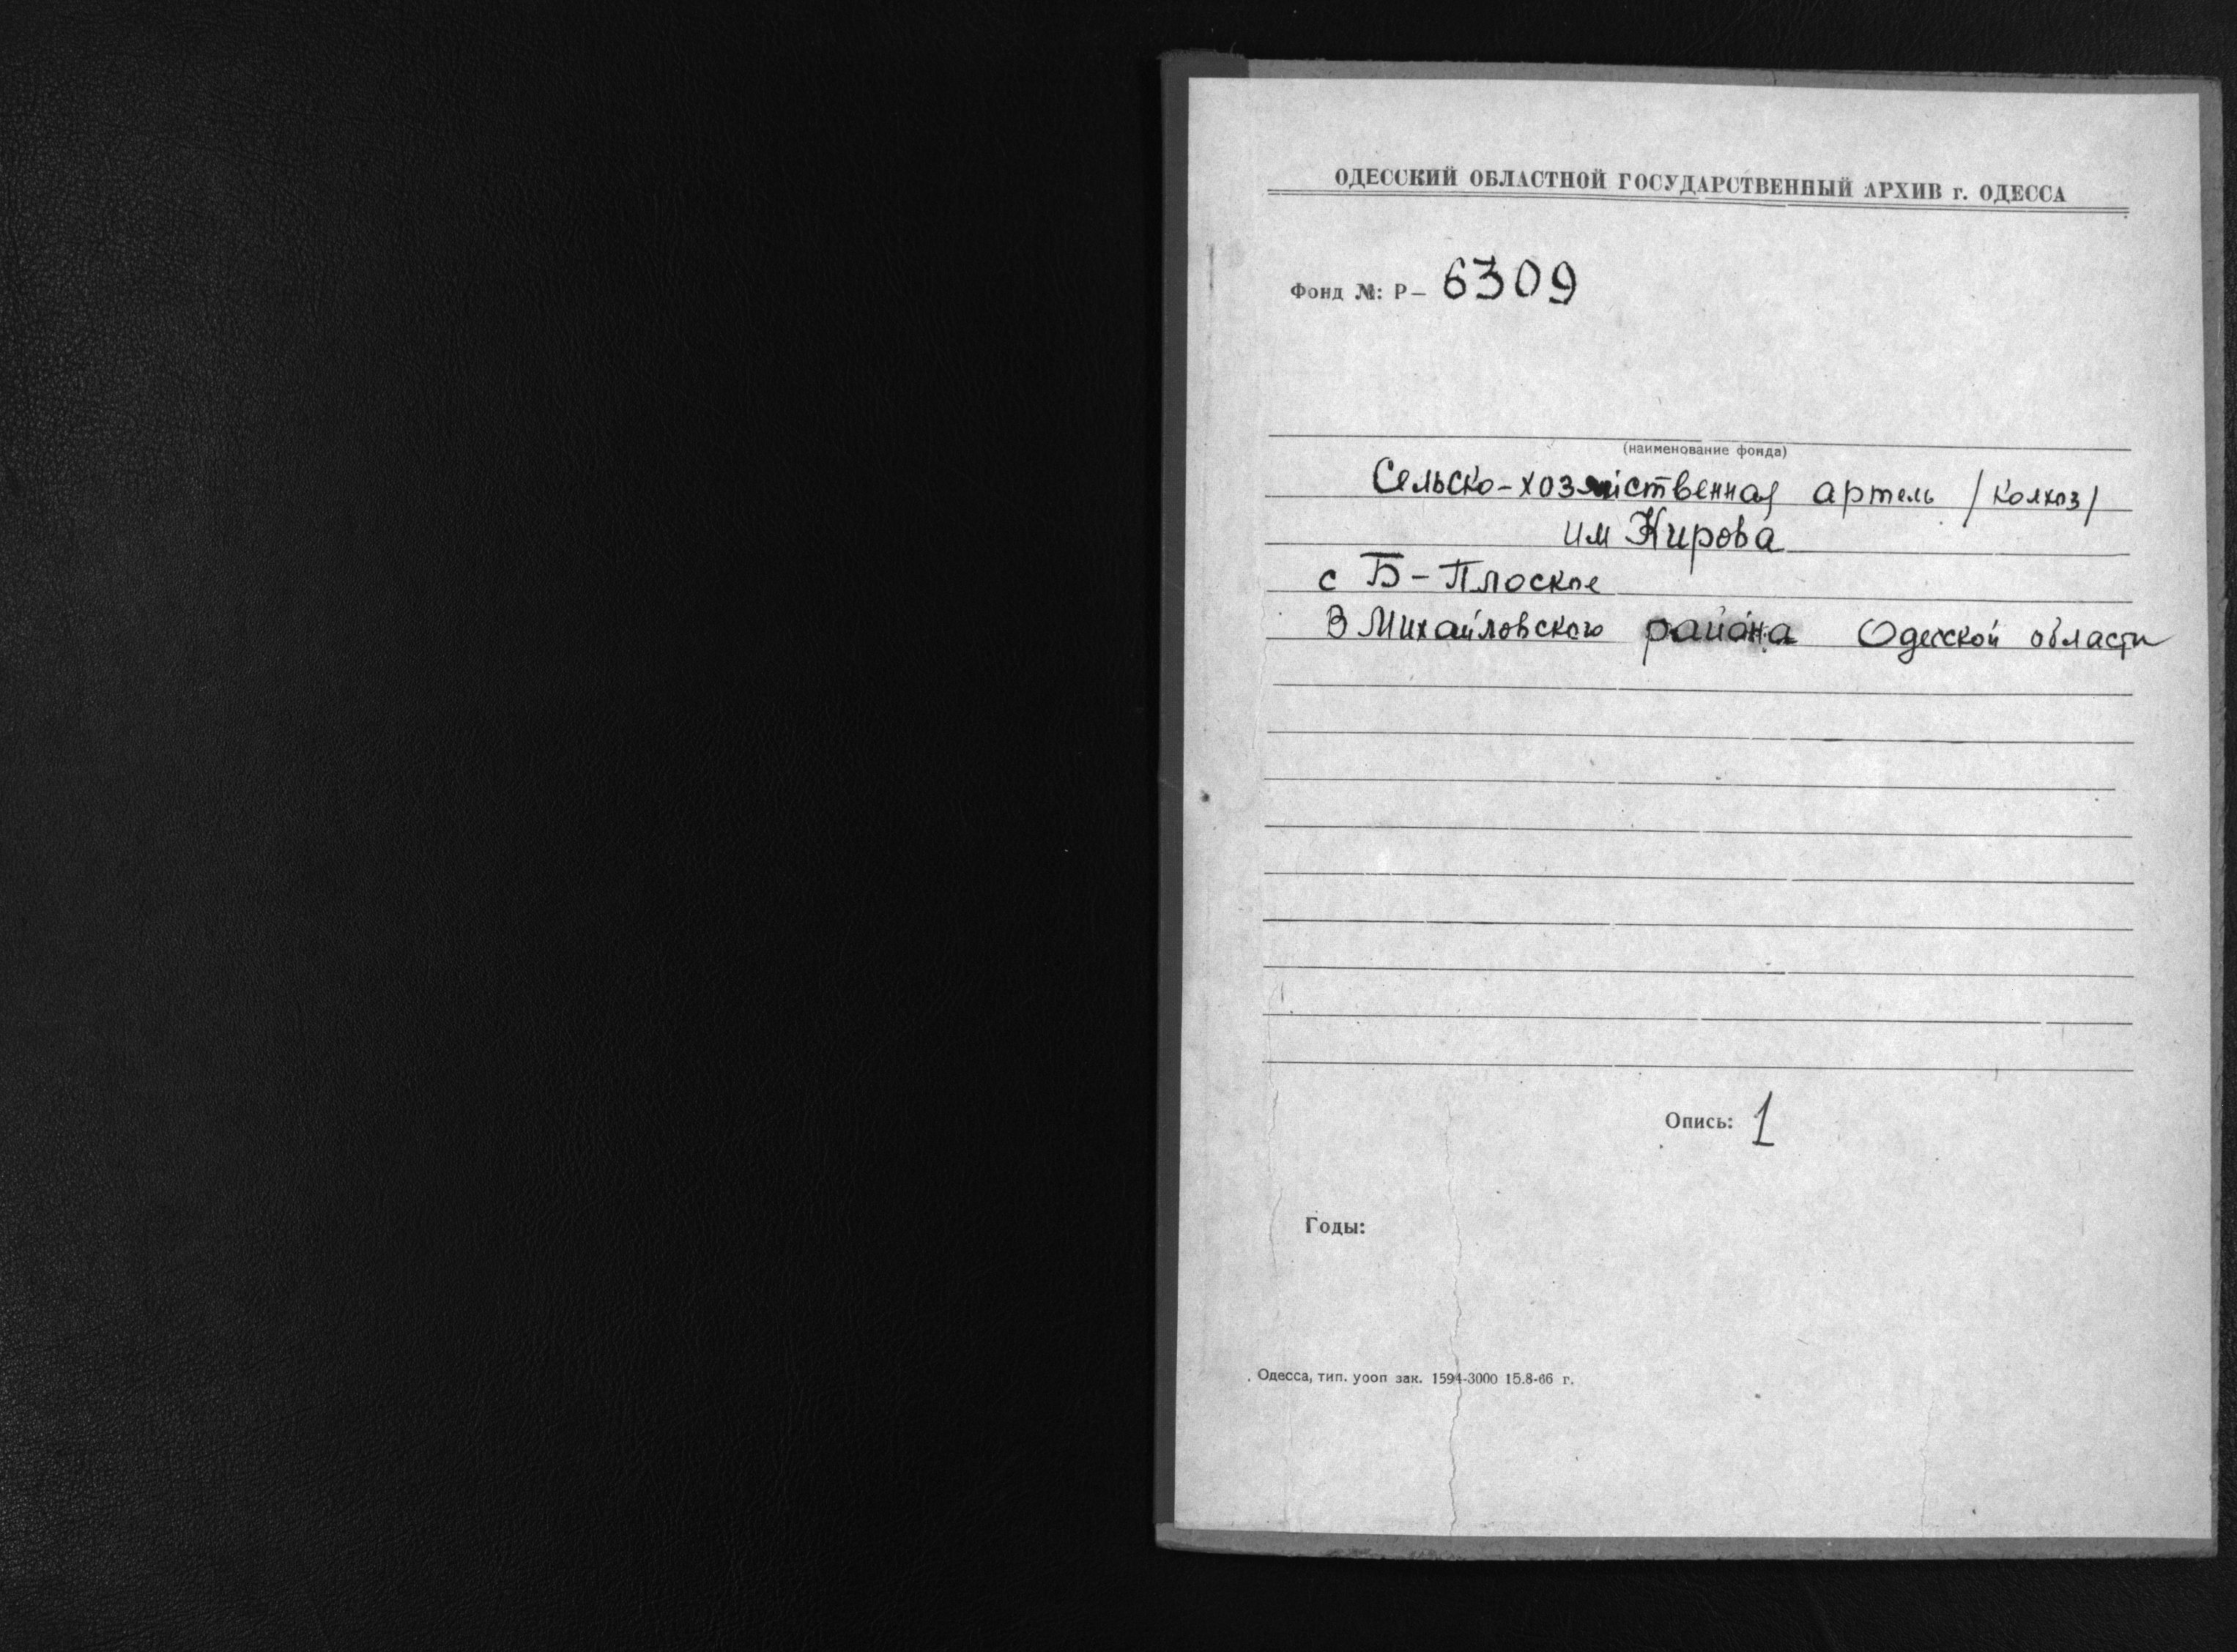 ОДЕССКИЙ ОБЛАСТНОЙ ГОСУДАРСТВЕННЫЙ АРХИВ г. ОДЕССА
Фонд №: Р— 6309
(наименование фонда)
Сельско-хозяйственная артель /колхоз/
им Кирова
с Б-Плоское
В Михайловского района Одесской области
Опись: 1
Годы:
Одесса, тип. уооп зак. 1594-3000 15.8-66 г.